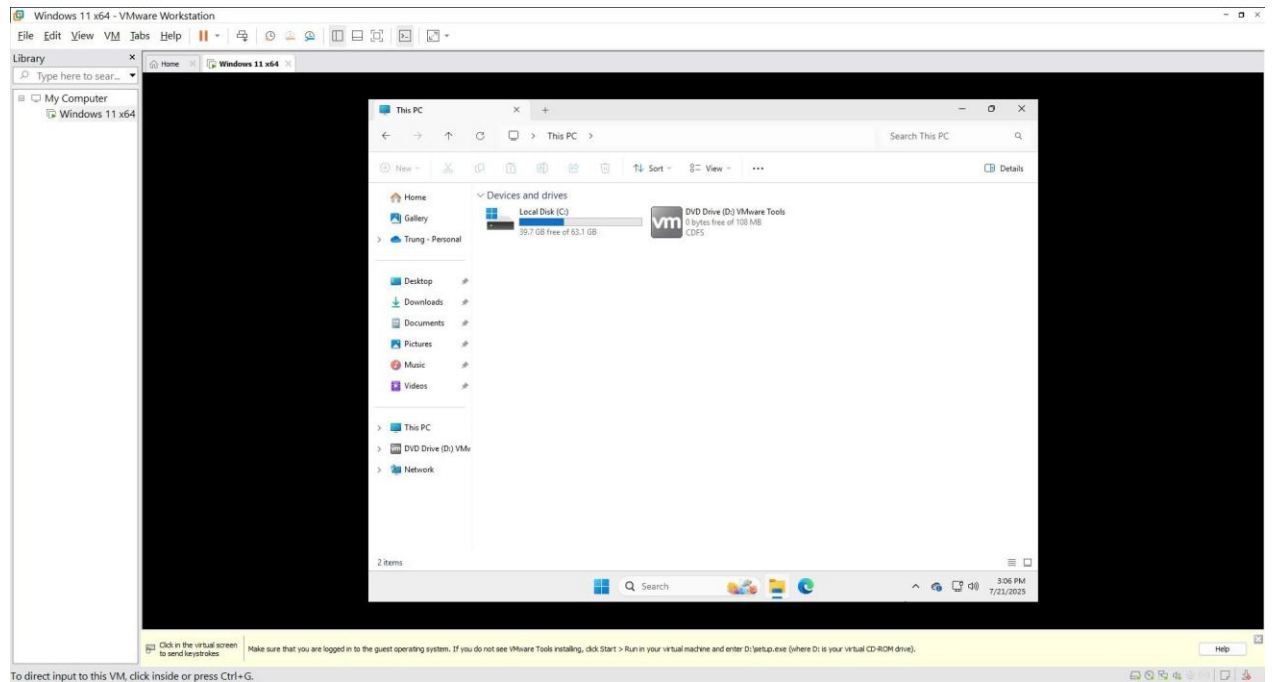 Windows 11 x64 - VMware Workstation
File Edit View VM Tabs Help
Library
Type here to sear...
My Computer
Windows 11 x64
Home
Windows 11 x64
This PC
This PC
Search This PC
New
Sort
View
Details
Home
Gallery
Trung - Personal
Desktop
Downloads
Documents
Pictures
Music
Videos
This PC
DVD Drive (D:) VMw
Network
Devices and drives
Local Disk (C:)
39.7 GB free of 63.1 GB
DVD Drive (D:) VMware Tools
0 bytes free of 108 MB
CDFS
vm
2 items
Search
3:06 PM
7/21/2025
Click in the virtual screen
to send keystrokes
Make sure that you are logged in to the guest operating system. If you do not see VMware Tools installing, click Start > Run in your virtual machine and enter D:\setup.exe (where D: is your virtual CD-ROM drive).
Help
To direct input to this VM, click inside or press Ctrl+G.